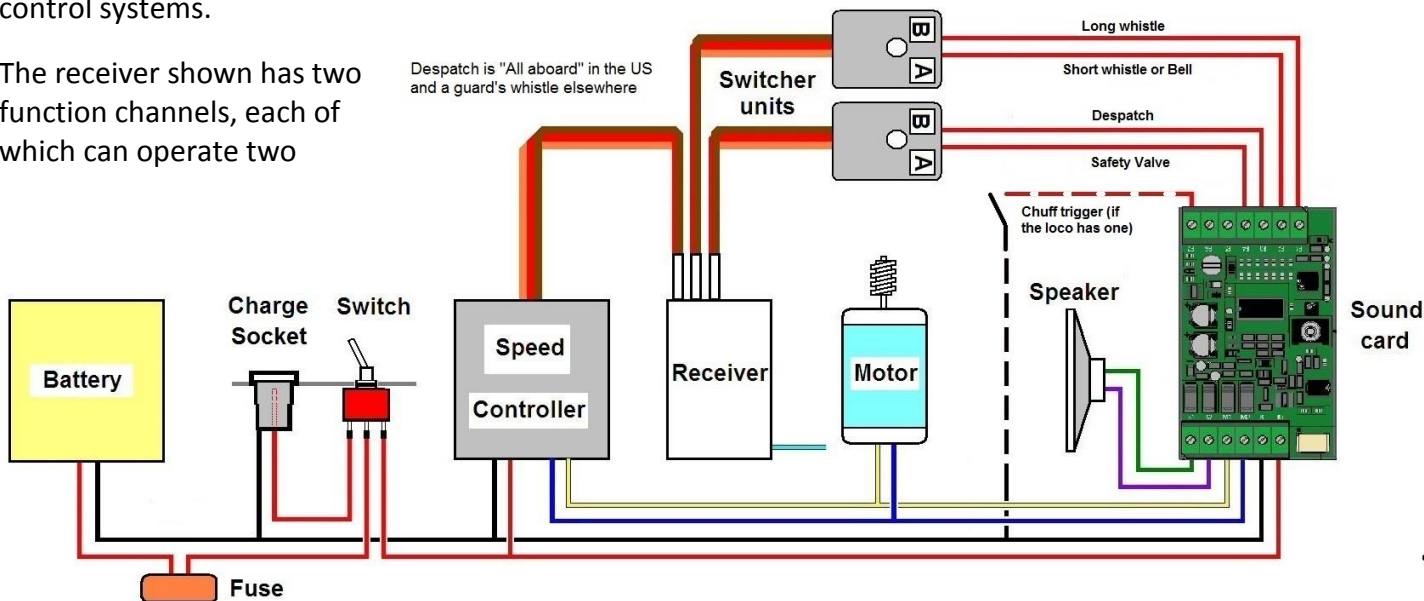 control systems.
The receiver shown has two
function channels, each of
which can operate two
Despatch is "All aboard" in the US
and a guard's whistle elsewhere
Switcher
units
B
A
B
A
Long whistle
Short whistle or Bell
Despatch
Safety Valve
Chuff trigger (if
the loco has one)
Battery
Charge
Socket
Switch
Speed
Controller
Receiver
Motor
Speaker
Sound
card
Fuse